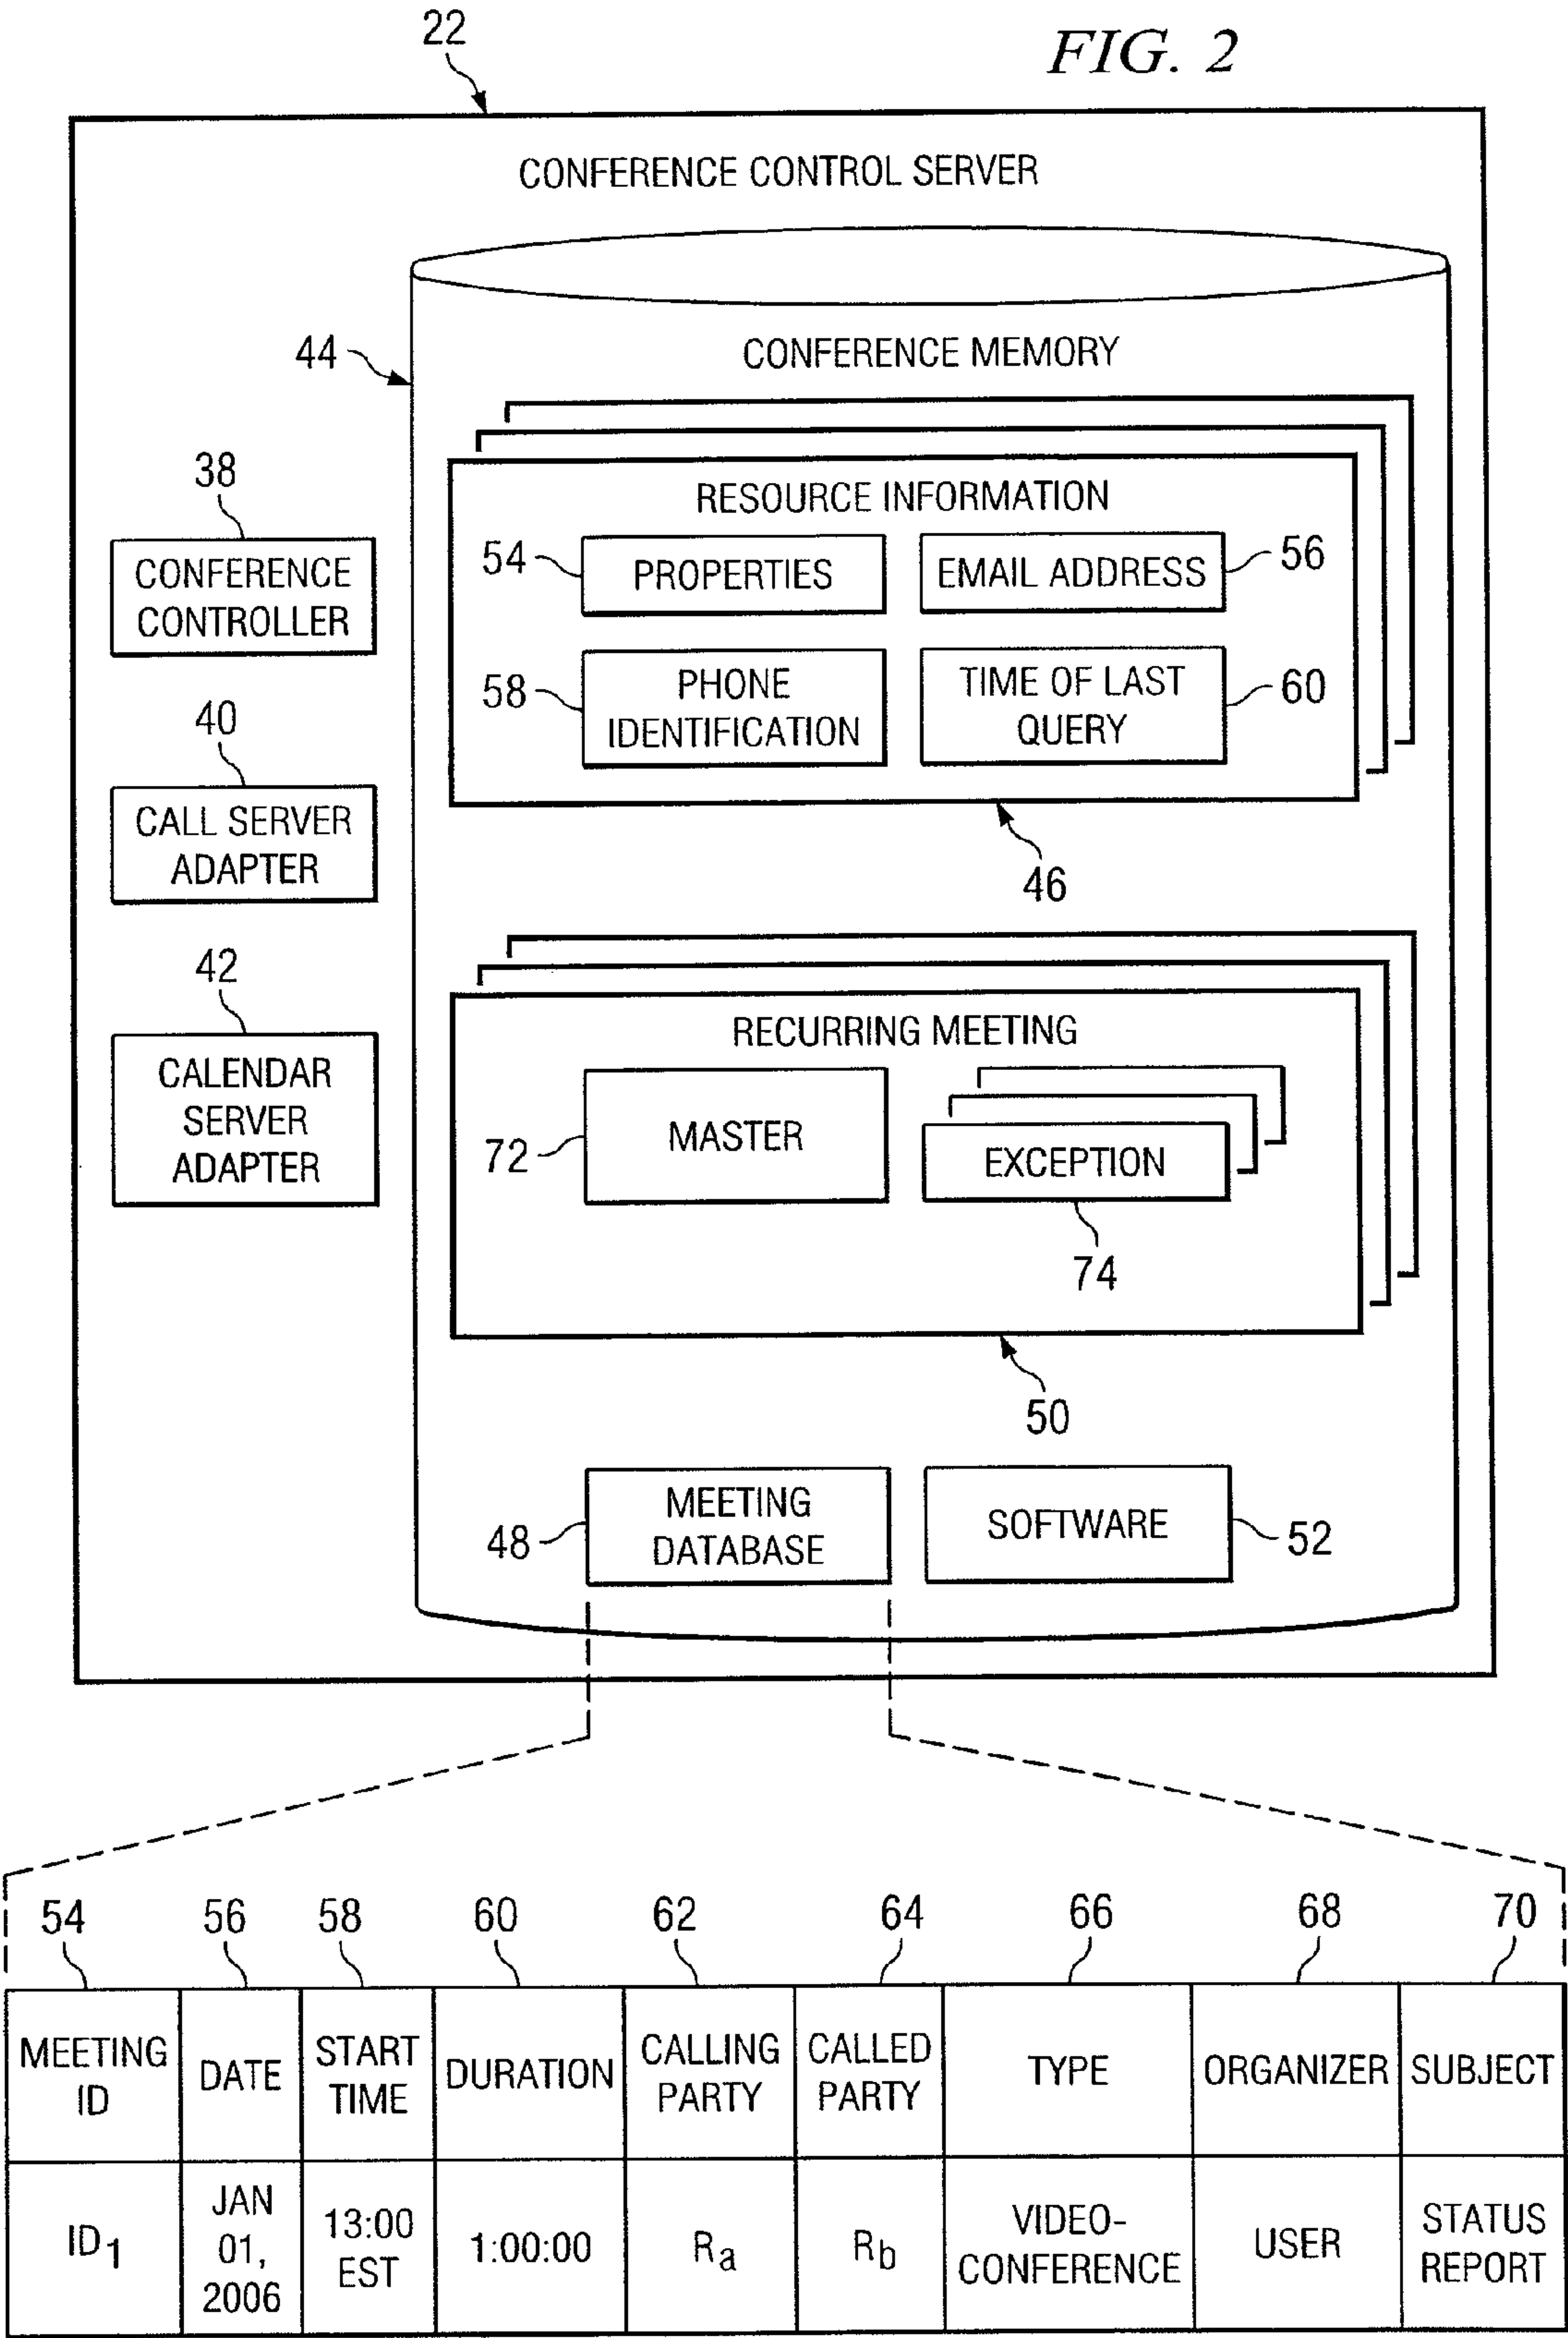 22
FIG. 2
CONFERENCE CONTROL SERVER
44
CONFERENCE MEMORY
38
CONFERENCE
CONTROLLER
40
CALL SERVER
ADAPTER
42
CALENDAR
SERVER
ADAPTER
RESOURCE INFORMATION
54
PROPERTIES
EMAIL ADDRESS
56
58
PHONE
IDENTIFICATION
TIME OF LAST
QUERY
60
46
RECURRING MEETING
72
MASTER
EXCEPTION
74
50
48
MEETING
DATABASE
SOFTWARE
52
54
56
58
60
62
64
66
68
70
MEETING
ID
DATE
START
TIME
DURATION
CALLING
PARTY
CALLED
PARTY
TYPE
ORGANIZER
SUBJECT
ID1
JAN
01,
2006
13:00
EST
1:00:00
Ra
Rb
VIDEO-
CONFERENCE
USER
STATUS
REPORT